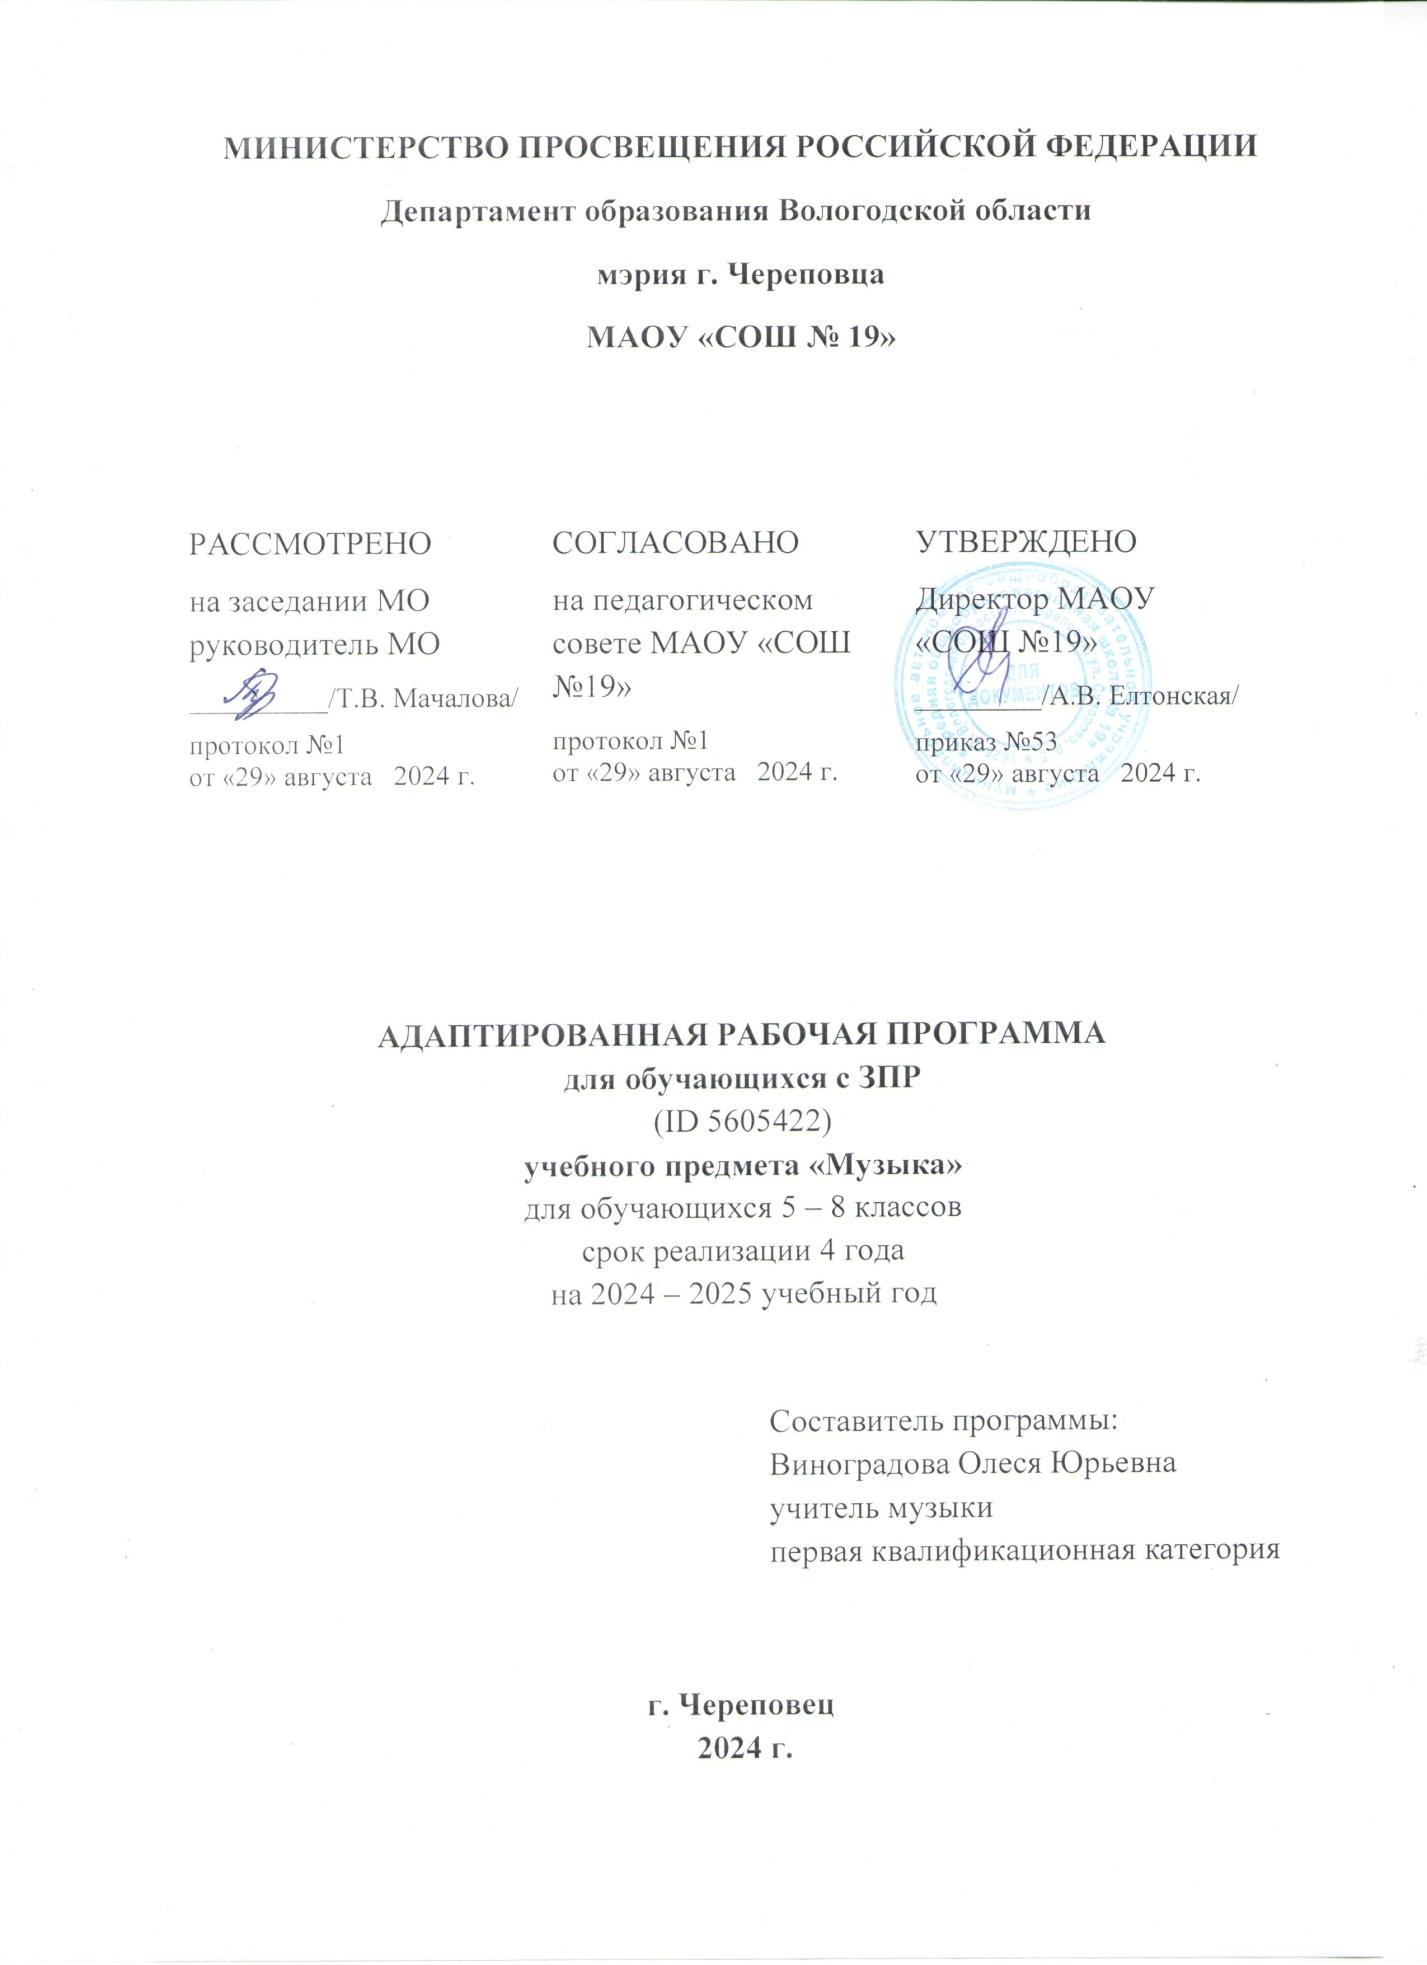 МИНИСТЕРСТВО ПРОСВЕЩЕНИЯ РОССИЙСКОЙ ФЕДЕРАЦИИ
Департамент образования Вологодской области
мэрия г. Череповца
МАОУ «СОШ № 19»
РАССМОТРЕНО
на заседании МО
руководитель МО
__________/Т.В. Мачалова/
протокол №1
от «29» августа 2024 г.
СОГЛАСОВАНО
на педагогическом
совете МАОУ «СОШ
№19»
протокол №1
от «29» августа 2024 г.
УТВЕРЖДЕНО
Директор МАОУ
«СОШ №19»
_________/А.В. Елтонская/
приказ №53
от «29» августа 2024 г.
ДЛЯ
ДОКУМЕНТОВ
АДАПТИРОВАННАЯ РАБОЧАЯ ПРОГРАММА
для обучающихся с ЗПР
(ID 5605422)
учебного предмета «Музыка»
для обучающихся 5 – 8 классов
срок реализации 4 года
на 2024 – 2025 учебный год
Составитель программы:
Виноградова Олеся Юрьевна
учитель музыки
первая квалификационная категория
г. Череповец
2024 г.